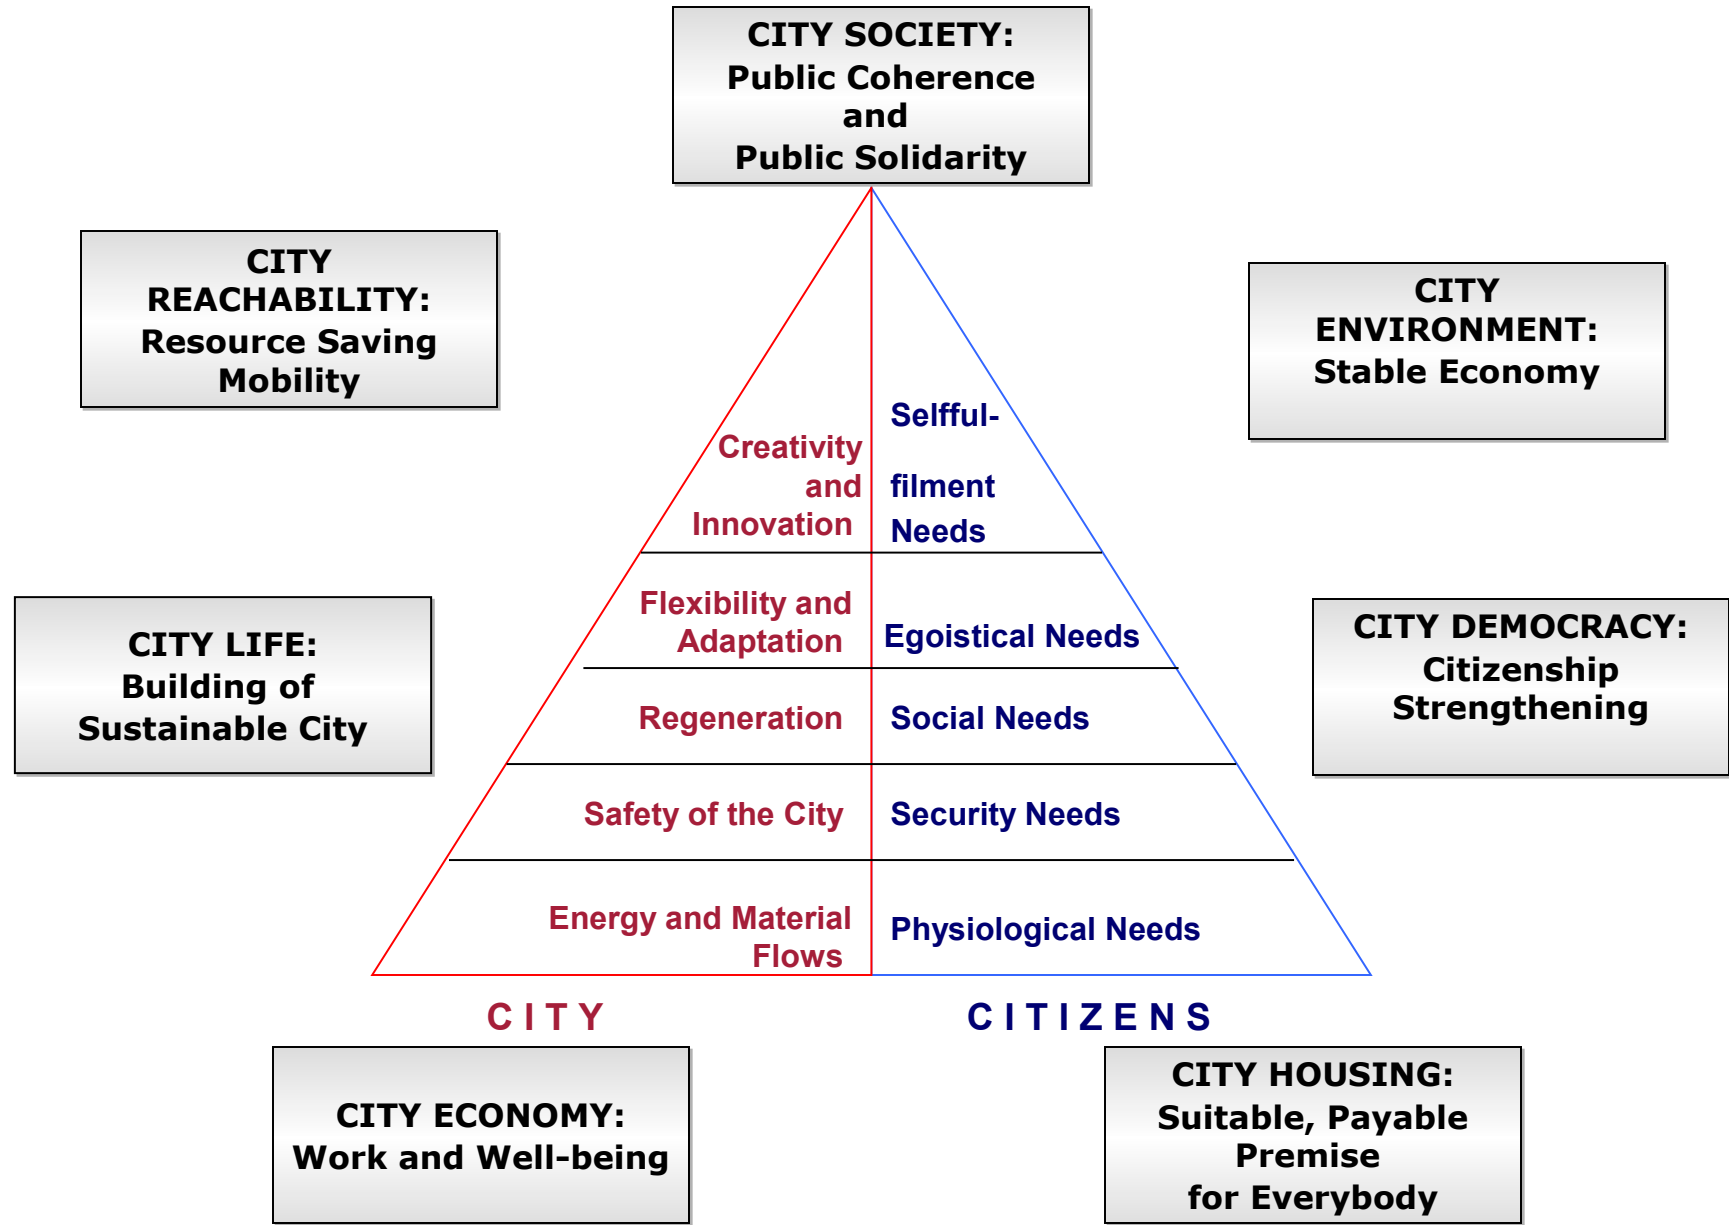 CITY SOCIETY:
Public Coherence
and
Public Solidarity
CITY
REACHABILITY:
Resource Saving
Mobility
CITY
ENVIRONMENT:
Stable Economy
Creativity
and
Innovation
Selfful-
filment
Needs
CITY LIFE:
Building of
Sustainable City
Flexibility and
Adaptation
Egoistical Needs
CITY DEMOCRACY:
Citizenship
Strengthening
Regeneration
Social Needs
Safety of the City
Security Needs
Energy and Material
Flows
Physiological Needs
C I T Y
C I T I Z E N S
CITY ECONOMY:
Work and Well-being
CITY HOUSING:
Suitable, Payable
Premise
for Everybody